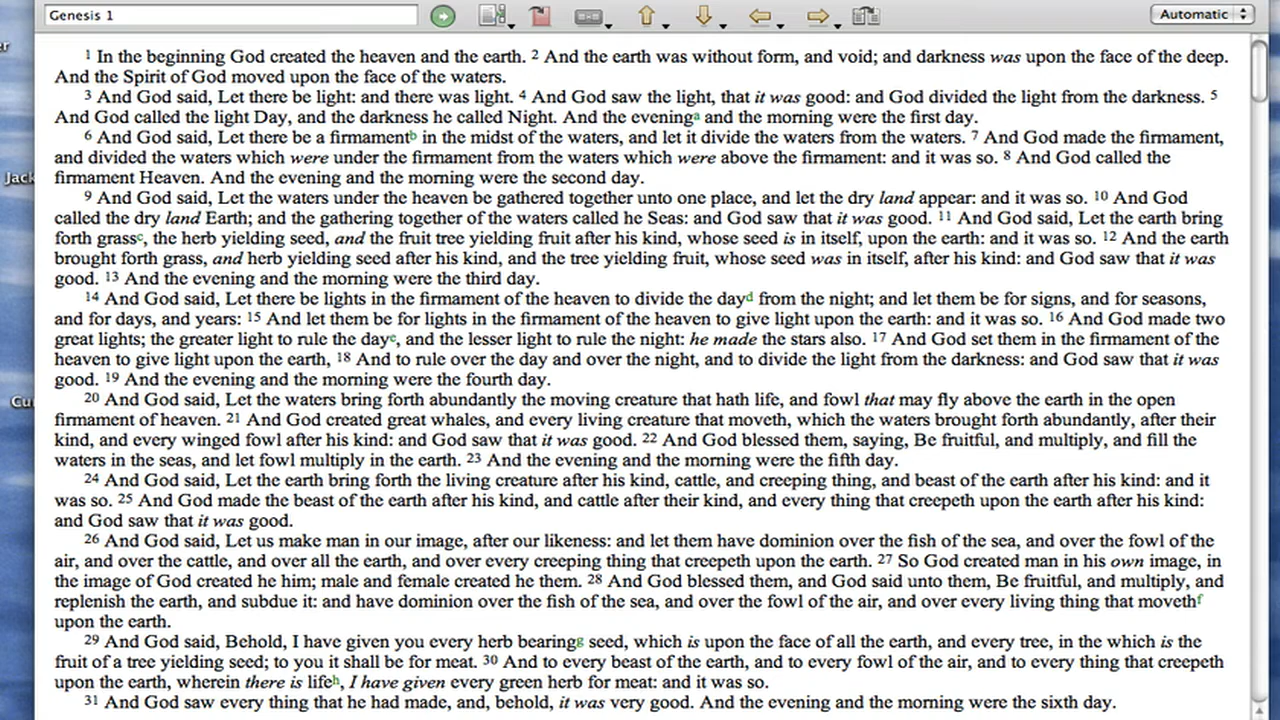 Genesis 1
Automatic
1 In the beginning God created the heaven and the earth. 2 And the earth was without form, and void; and darkness was upon the face of the deep.
And the Spirit of God moved upon the face of the waters.
3 And God said, Let there be light: and there was light. 4 And God saw the light, that it was good: and God divided the light from the darkness. 5
And God called the light Day, and the darkness he called Night. And the eveninga and the morning were the first day.
6 And God said, Let there be a firmamentb in the midst of the waters, and let it divide the waters from the waters. 7 And God made the firmament,
and divided the waters which were under the firmament from the waters which were above the firmament: and it was so. 8 And God called the
firmament Heaven. And the evening and the morning were the second day.
Jack
9 And God said, Let the waters under the heaven be gathered together unto one place, and let the dry land appear: and it was so. 10 And God
called the dry land Earth; and the gathering together of the waters called he Seas: and God saw that it was good. 11 And God said, Let the earth bring
forth grassc, the herb yielding seed, and the fruit tree yielding fruit after his kind, whose seed is in itself, upon the earth: and it was so. 12 And the earth
brought forth grass, and herb yielding seed after his kind, and the tree yielding fruit, whose seed was in itself, after his kind: and God saw that it was
good. 13 And the evening and the morning were the third day.
14 And God said, Let there be lights in the firmament of the heaven to divide the dayd from the night; and let them be for signs, and for seasons,
and for days, and years: 15 And let them be for lights in the firmament of the heaven to give light upon the earth: and it was so. 16 And God made two
great lights; the greater light to rule the daye, and the lesser light to rule the night: he made the stars also. 17 And God set them in the firmament of the
heaven to give light upon the earth, 18 And to rule over the day and over the night, and to divide the light from the darkness: and God saw that it was
good. 19 And the evening and the morning were the fourth day.
20 And God said, Let the waters bring forth abundantly the moving creature that hath life, and fowl that may fly above the earth in the open
firmament of heaven. 21 And God created great whales, and every living creature that moveth, which the waters brought forth abundantly, after their
kind, and every winged fowl after his kind: and God saw that it was good. 22 And God blessed them, saying, Be fruitful, and multiply, and fill the
waters in the seas, and let fowl multiply in the earth. 23 And the evening and the morning were the fifth day.
24 And God said, Let the earth bring forth the living creature after his kind, cattle, and creeping thing, and beast of the earth after his kind: and it
was so. 25 And God made the beast of the earth after his kind, and cattle after their kind, and every thing that creepeth upon the earth after his kind:
and God saw that it was good.
26 And God said, Let us make man in our image, after our likeness: and let them have dominion over the fish of the sea, and over the fowl of the
air, and over the cattle, and over all the earth, and over every creeping thing that creepeth upon the earth. 27 So God created man in his own image, in
the image of God created he him; male and female created he them. 28 And God blessed them, and God said unto them, Be fruitful, and multiply, and
replenish the earth, and subdue it: and have dominion over the fish of the sea, and over the fowl of the air, and over every living thing that movethf
upon the earth.
29 And God said, Behold, I have given you every herb bearingg seed, which is upon the face of all the earth, and every tree, in the which is the
fruit of a tree yielding seed; to you it shall be for meat. 30 And to every beast of the earth, and to every fowl of the air, and to every thing that creepeth
upon the earth, wherein there is lifeh, I have given every green herb for meat: and it was so.
31 And God saw every thing that he had made, and, behold, it was very good. And the evening and the morning were the sixth day.